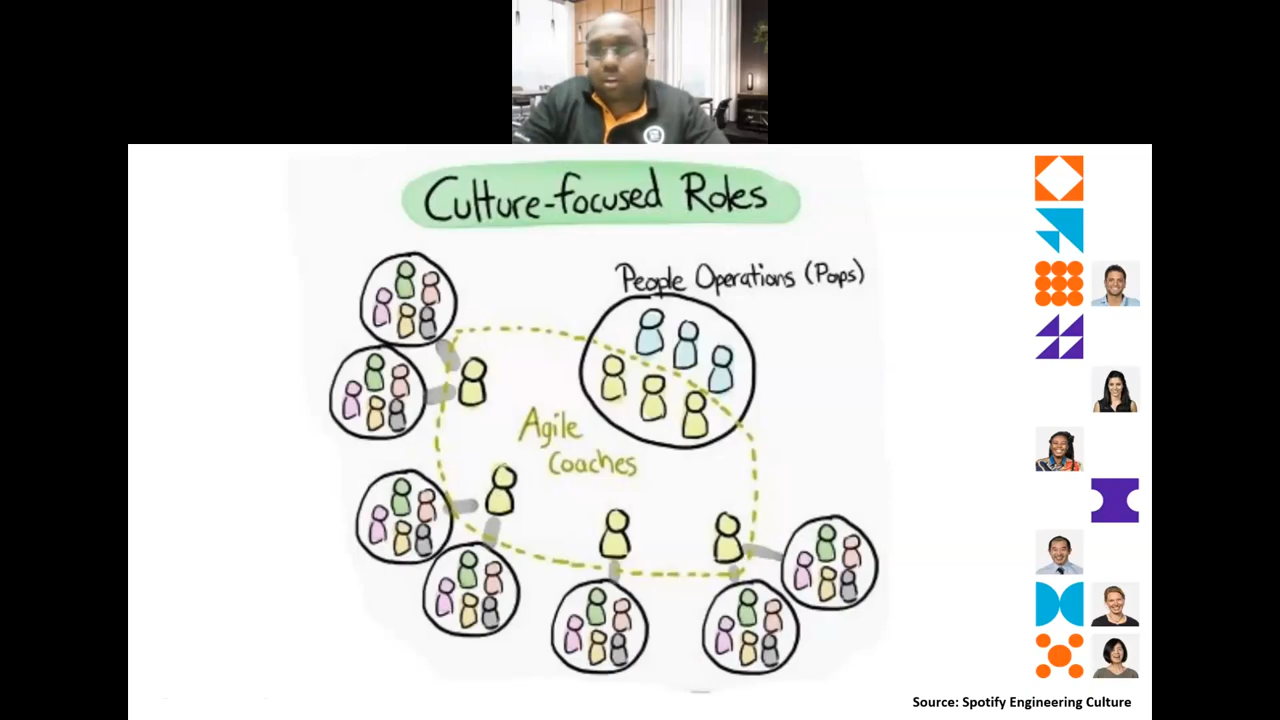 Culture-focused Roles
People Operations (Pops)
Agile
Coaches
Source: Spotify Engineering Culture